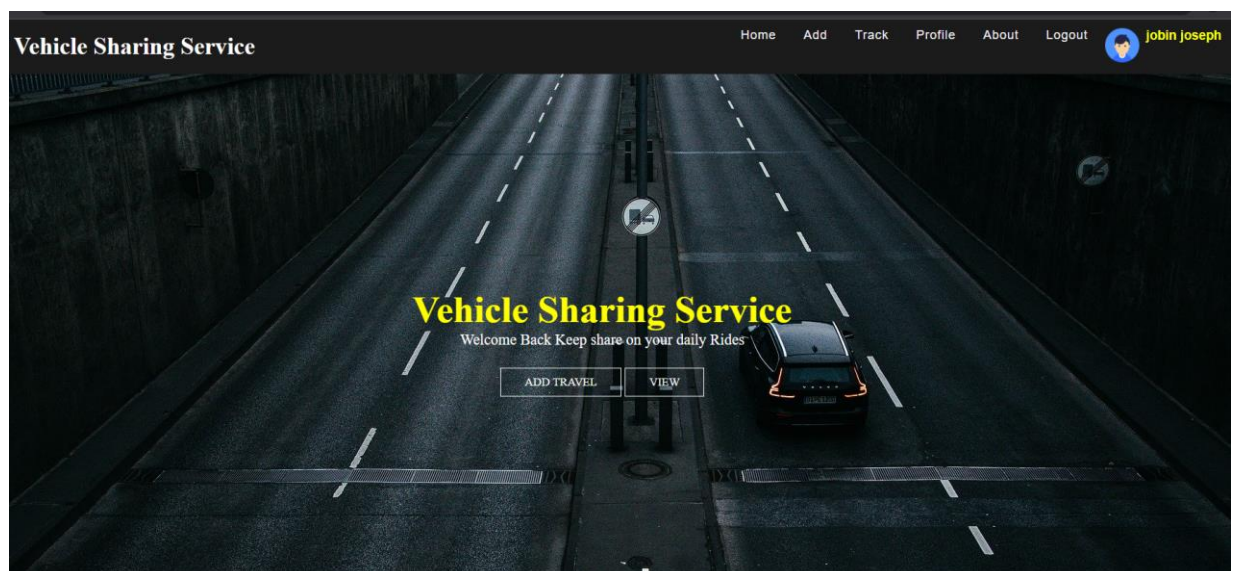 Vehicle Sharing Service
Home Add Track Profile About Logout jobin joseph
Vehicle Sharing Service
Welcome Back Keep share on your daily Rides
ADD TRAVEL VIEW